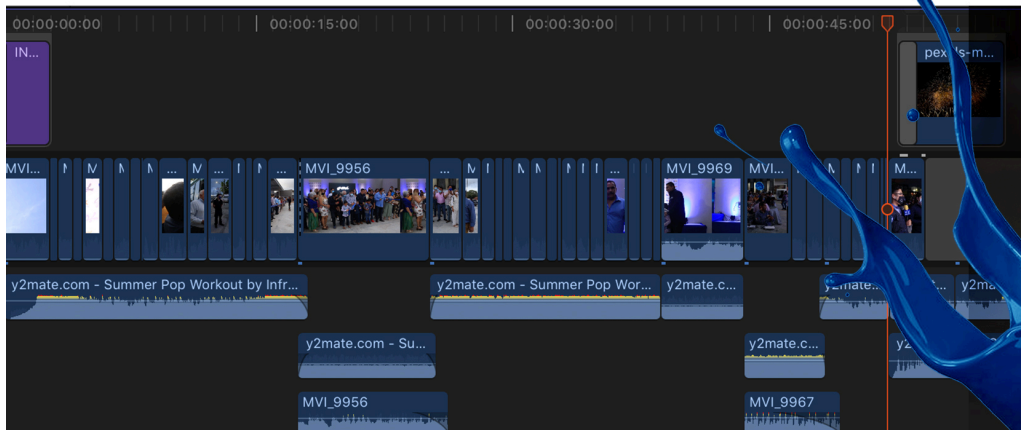 00:00:00:00 00:00:15:00 00:00:30:00 00:00:45:00
IN...
MVI... M ... M ... MVI_9956 ... M ... MVI_9969 MVI... M...
y2mate.com - Summer Pop Workout by Infr... y2mate.com - Summer Pop Wor... y2mate.c...
y2mate.com - Su... y2mate.c...
MVI_9956 MVI_9967